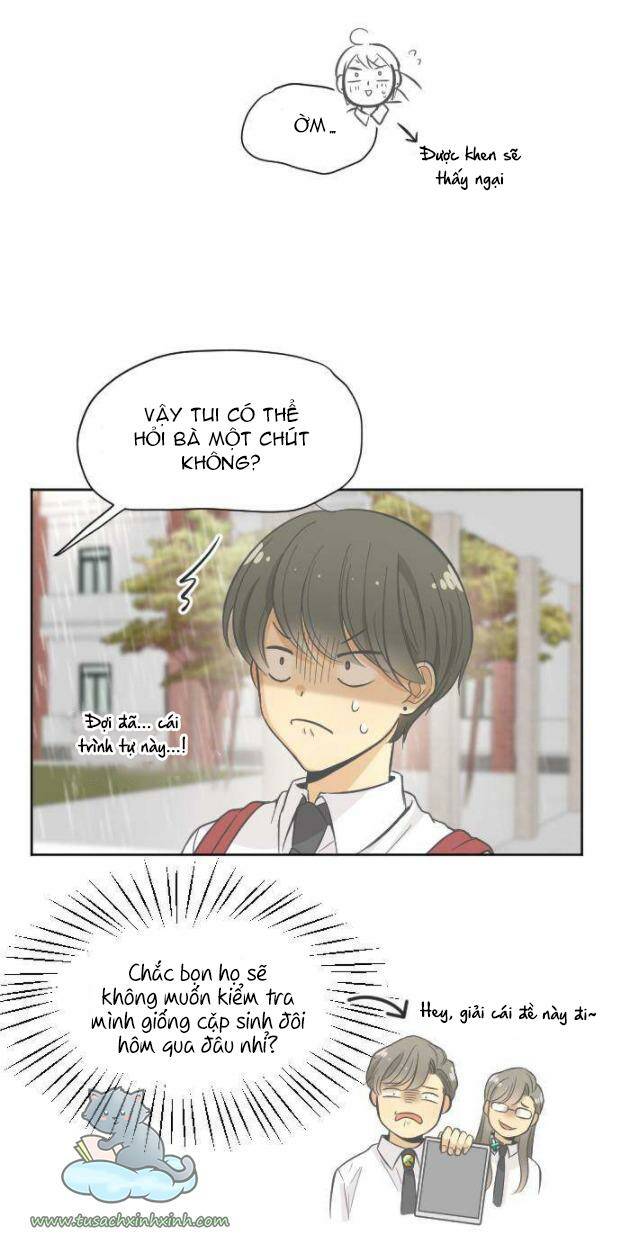 ỜM...
Được khen sẽ
thấy ngại
VẬY TUI CÓ THỂ
HỎI BÀ MỘT CHÚT
KHÔNG?
Đợi đã... cái
trình tự này...!
Chắc bọn họ sẽ
không muốn kiểm tra
mình giống cặp sinh đôi
hôm qua đâu nhỉ?
Hey, giải cái đề này đi~
www.tusachxinhxinh.com